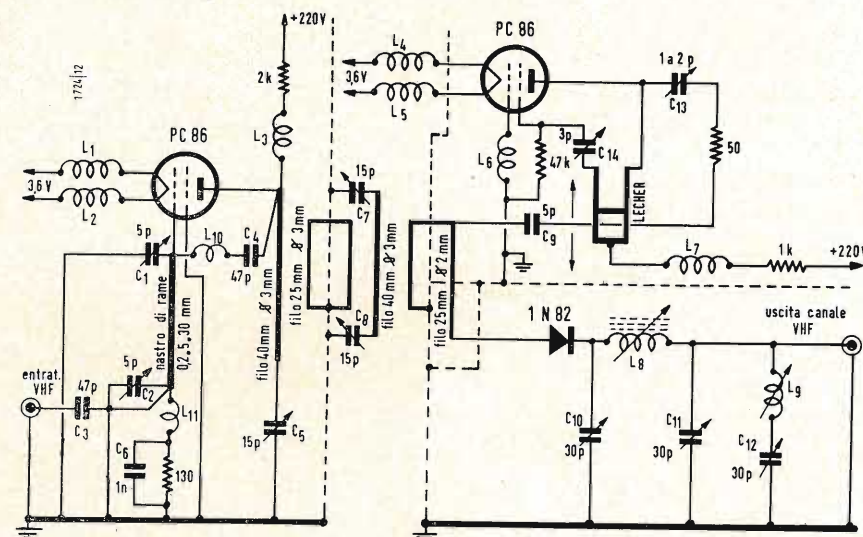 1724|12
+220V
2k
L3
PC 86
L1
3,6V
L2
5p
C1
L10
C4
47p
nastro di rame
0,2.5.30 mm
filo 40mm ø 3mm
entrat.
VHF
47p
C3
5p
C2
L11
C6
1n
130
15p
C5
filo 25 mm ø 3mm
15p
C7
filo 40mm ø 3mm
C8
15p
PC 86
L4
3,6V
L5
L6
47k
3p
C14
1 a 2 p
C13
50
LECHER
5p
C9
L7
1k
+220V
filo 25mm ø 2 mm
1 N 82
L8
uscita canale
VHF
C10
30p
C11
30p
L9
C12
30p